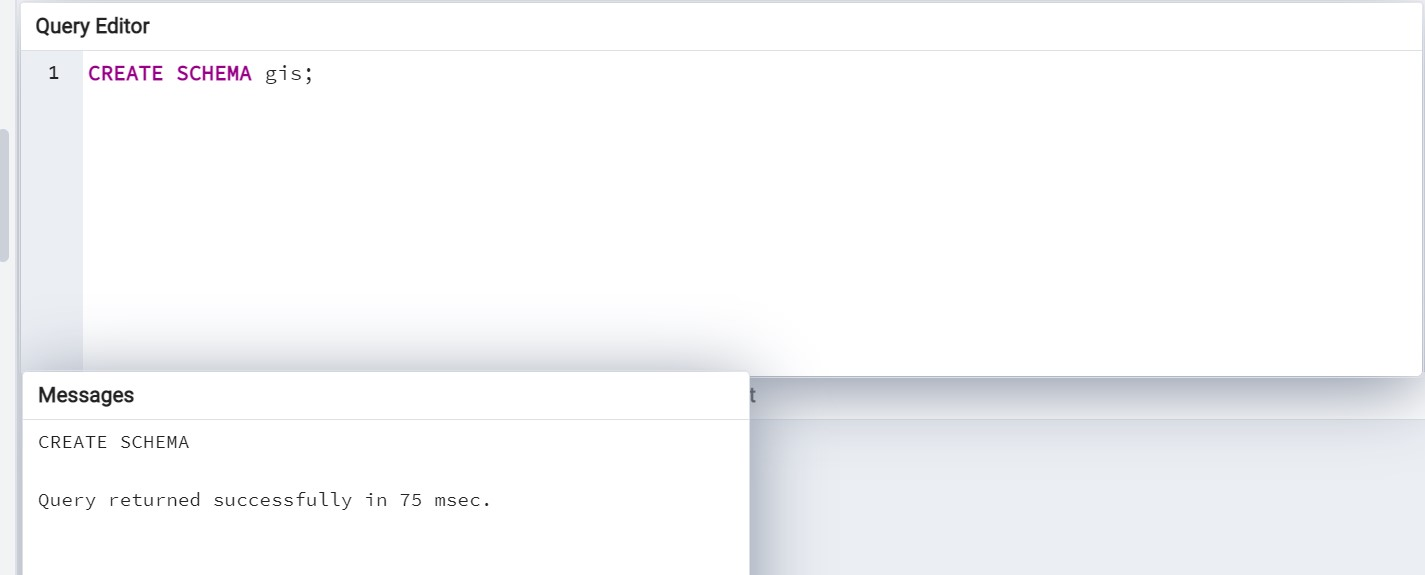 Query Editor
1 CREATE SCHEMA gis;
Messages
t
CREATE SCHEMA
Query returned successfully in 75 msec.